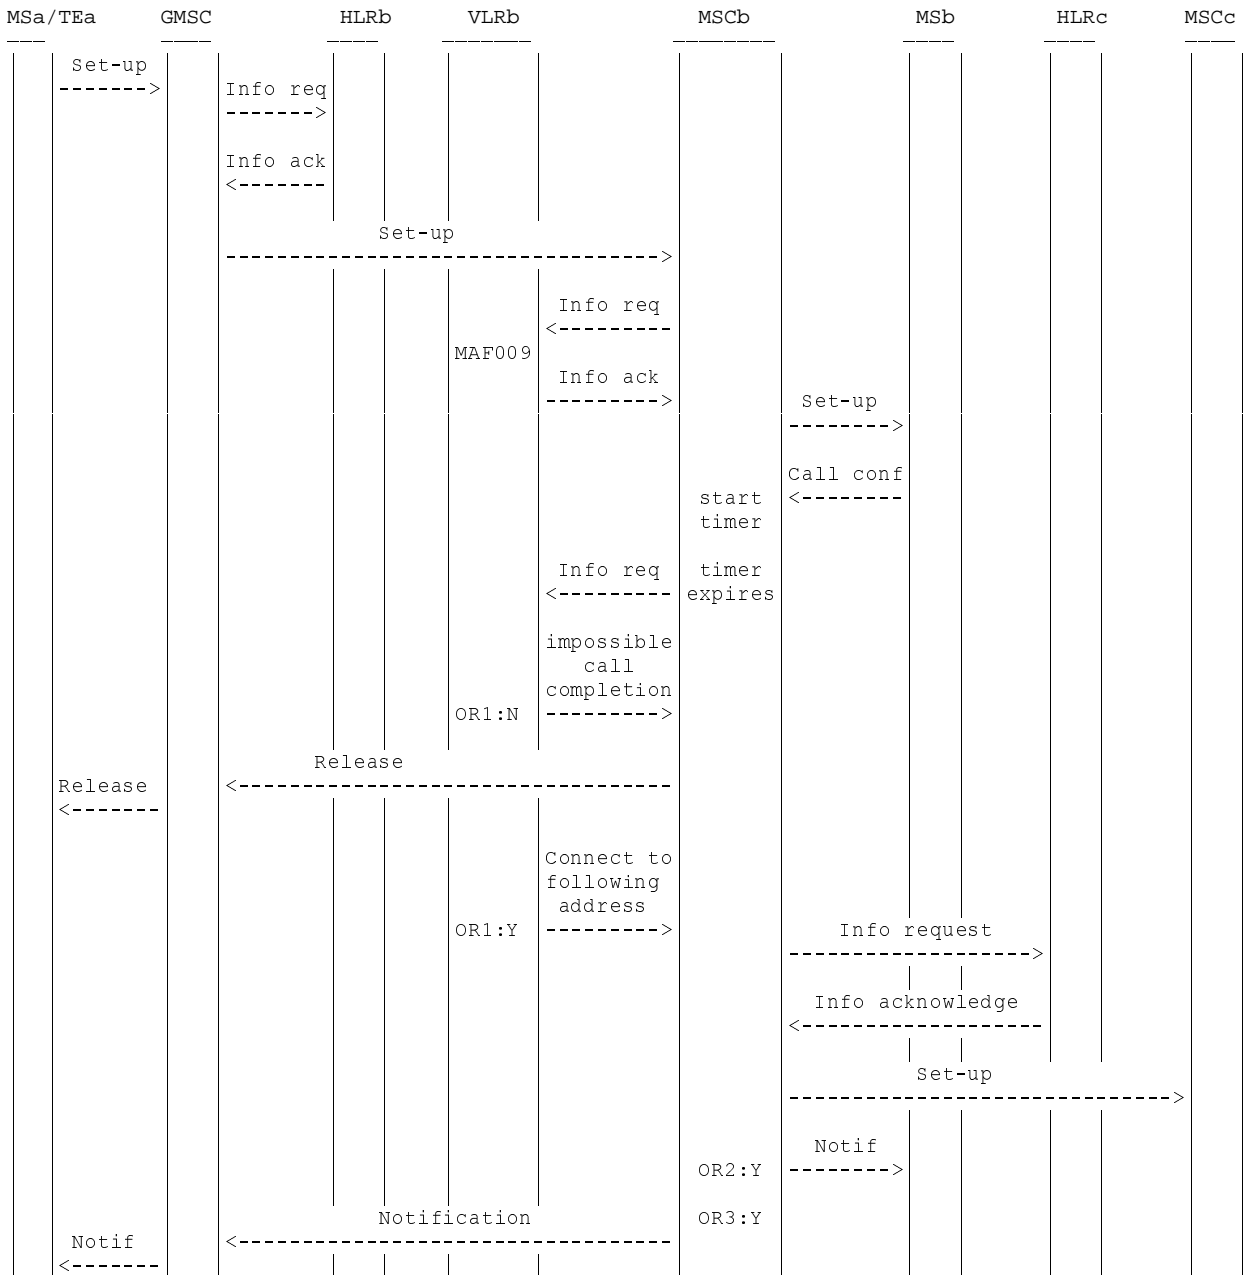 MSa/TEa GMSC HLRb VLRb MSCb MSb HLRc MSCc
Set-up
Info req
Info ack
Set-up
Info req
MAF009
Info ack
Set-up
Call conf
start
timer
Info req timer
expires
impossible
call
completion
OR1:N
Release
Release
Connect to
following
address
OR1:Y Info request
Info acknowledge
Set-up
Notif
OR2:Y
Notification OR3:Y
Notif